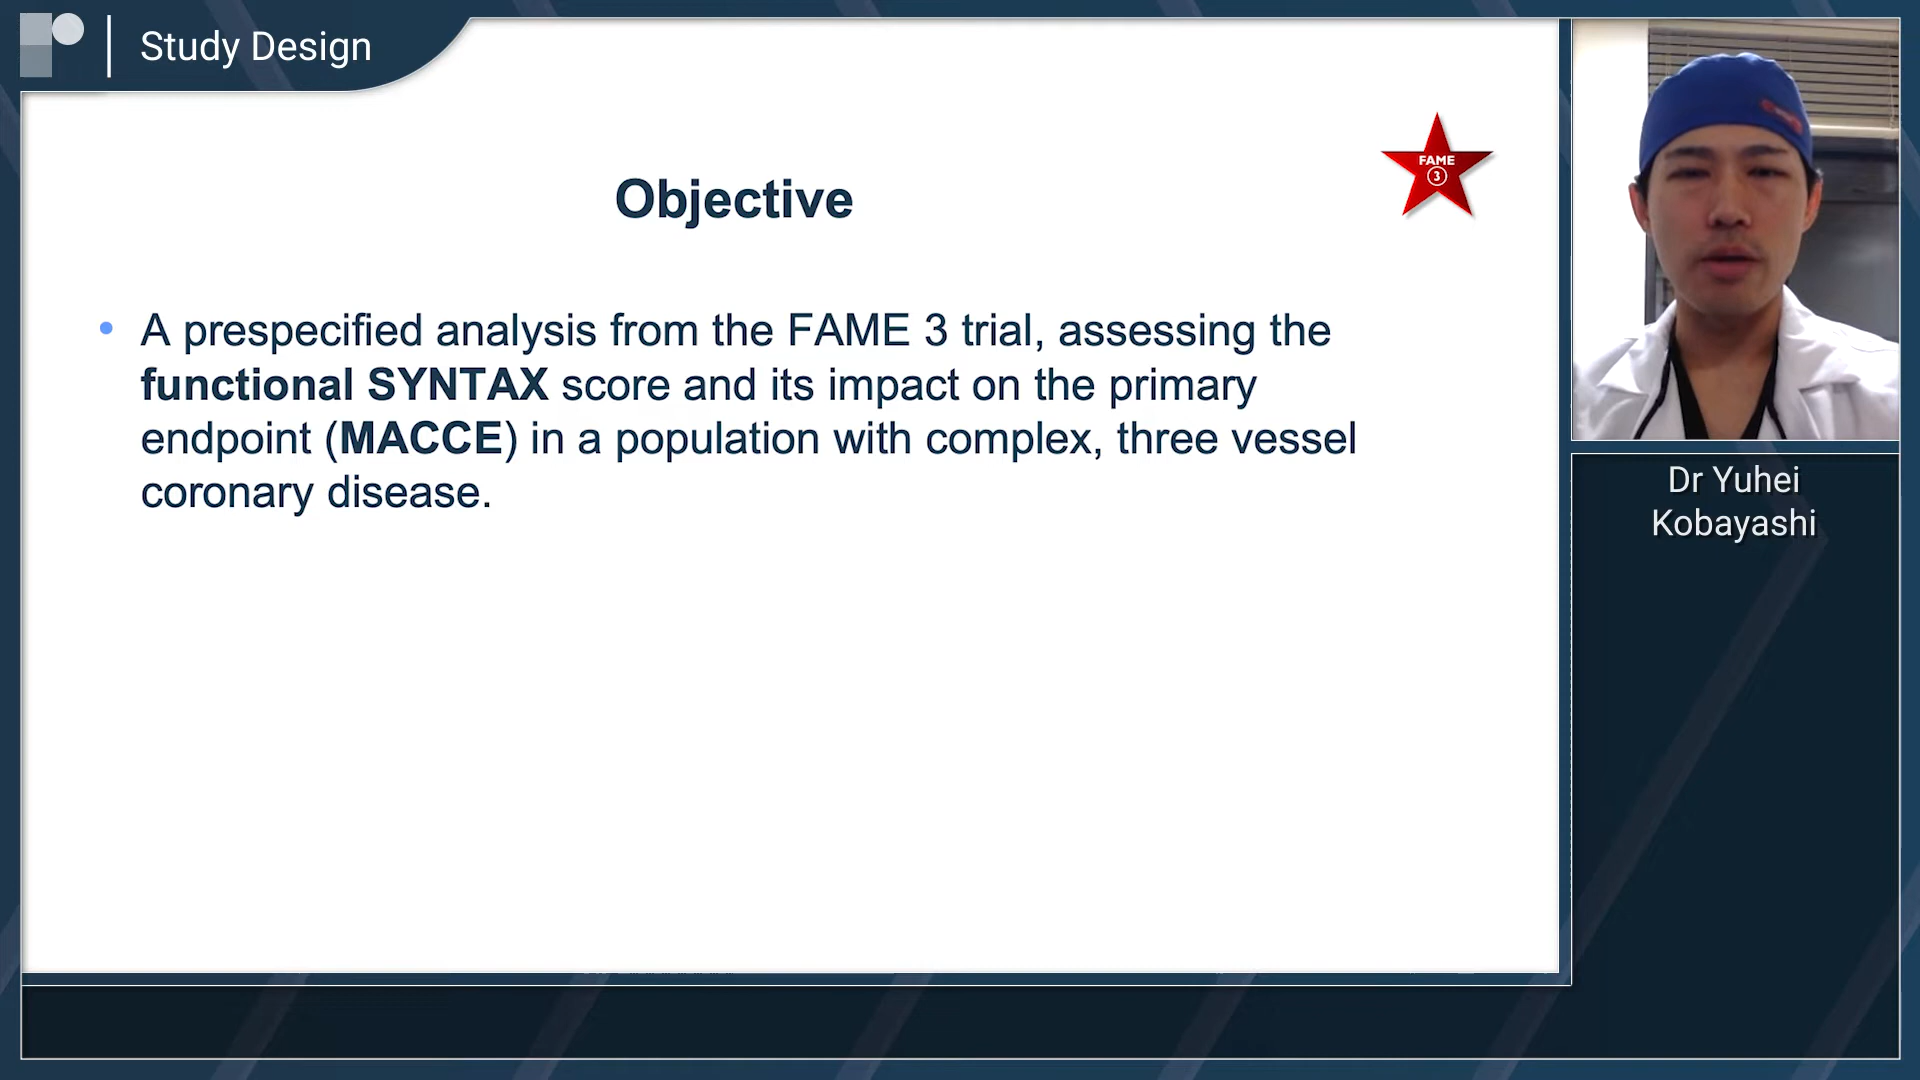 Study Design
FAME
3
Objective
• A prespecified analysis from the FAME 3 trial, assessing the
functional SYNTAX score and its impact on the primary
endpoint (MACCE) in a population with complex, three vessel
coronary disease.
Dr Yuhei
Kobayashi